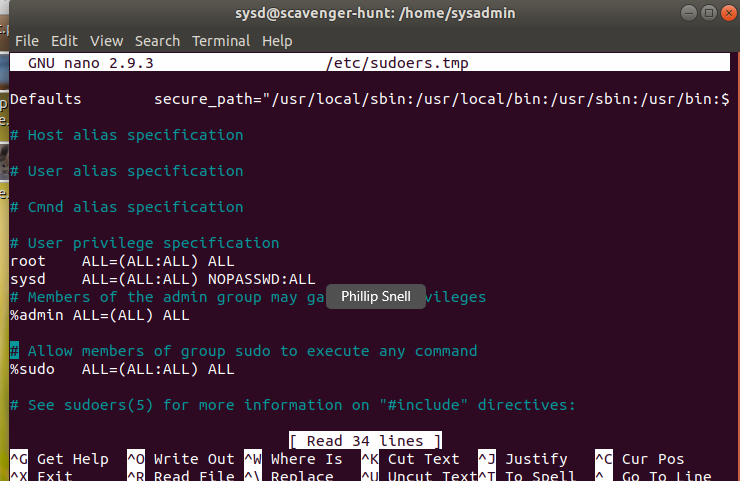 sysd@scavenger-hunt: /home/sysadmin
File Edit View Search Terminal Help
GNU nano 2.9.3 /etc/sudoers.tmp
Defaults secure_path="/usr/local/sbin:/usr/local/bin:/usr/sbin:/usr/bin:$
# Host alias specification
# User alias specification
# Cmnd alias specification
# User privilege specification
root ALL=(ALL:ALL) ALL
sysd ALL=(ALL:ALL) NOPASSWD:ALL
# Members of the admin group may ga vileges
Phillip Snell
%admin ALL=(ALL) ALL
# Allow members of group sudo to execute any command
%sudo ALL=(ALL:ALL) ALL
# See sudoers(5) for more information on "#include" directives:
[ Read 34 lines ]
^G Get Help ^O Write Out ^W Where Is ^K Cut Text ^J Justify ^C Cur Pos
^X Exit ^R Read File ^\ Replace ^U Uncut Text ^T To Spell ^_ Go To Line